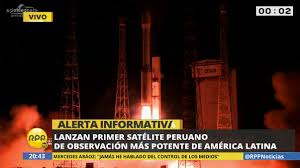 VIVO
00:02
ALERTA INFORMATIVA
LANZAN PRIMER SATÉLITE PERUANO
DE OBSERVACIÓN MÁS POTENTE DE AMÉRICA LATINA
RPP
20:43 MERCEDES ARÁOZ: "JAMÁS HE HABLADO DEL CONTROL DE LOS MEDIOS" @RPPNoticias